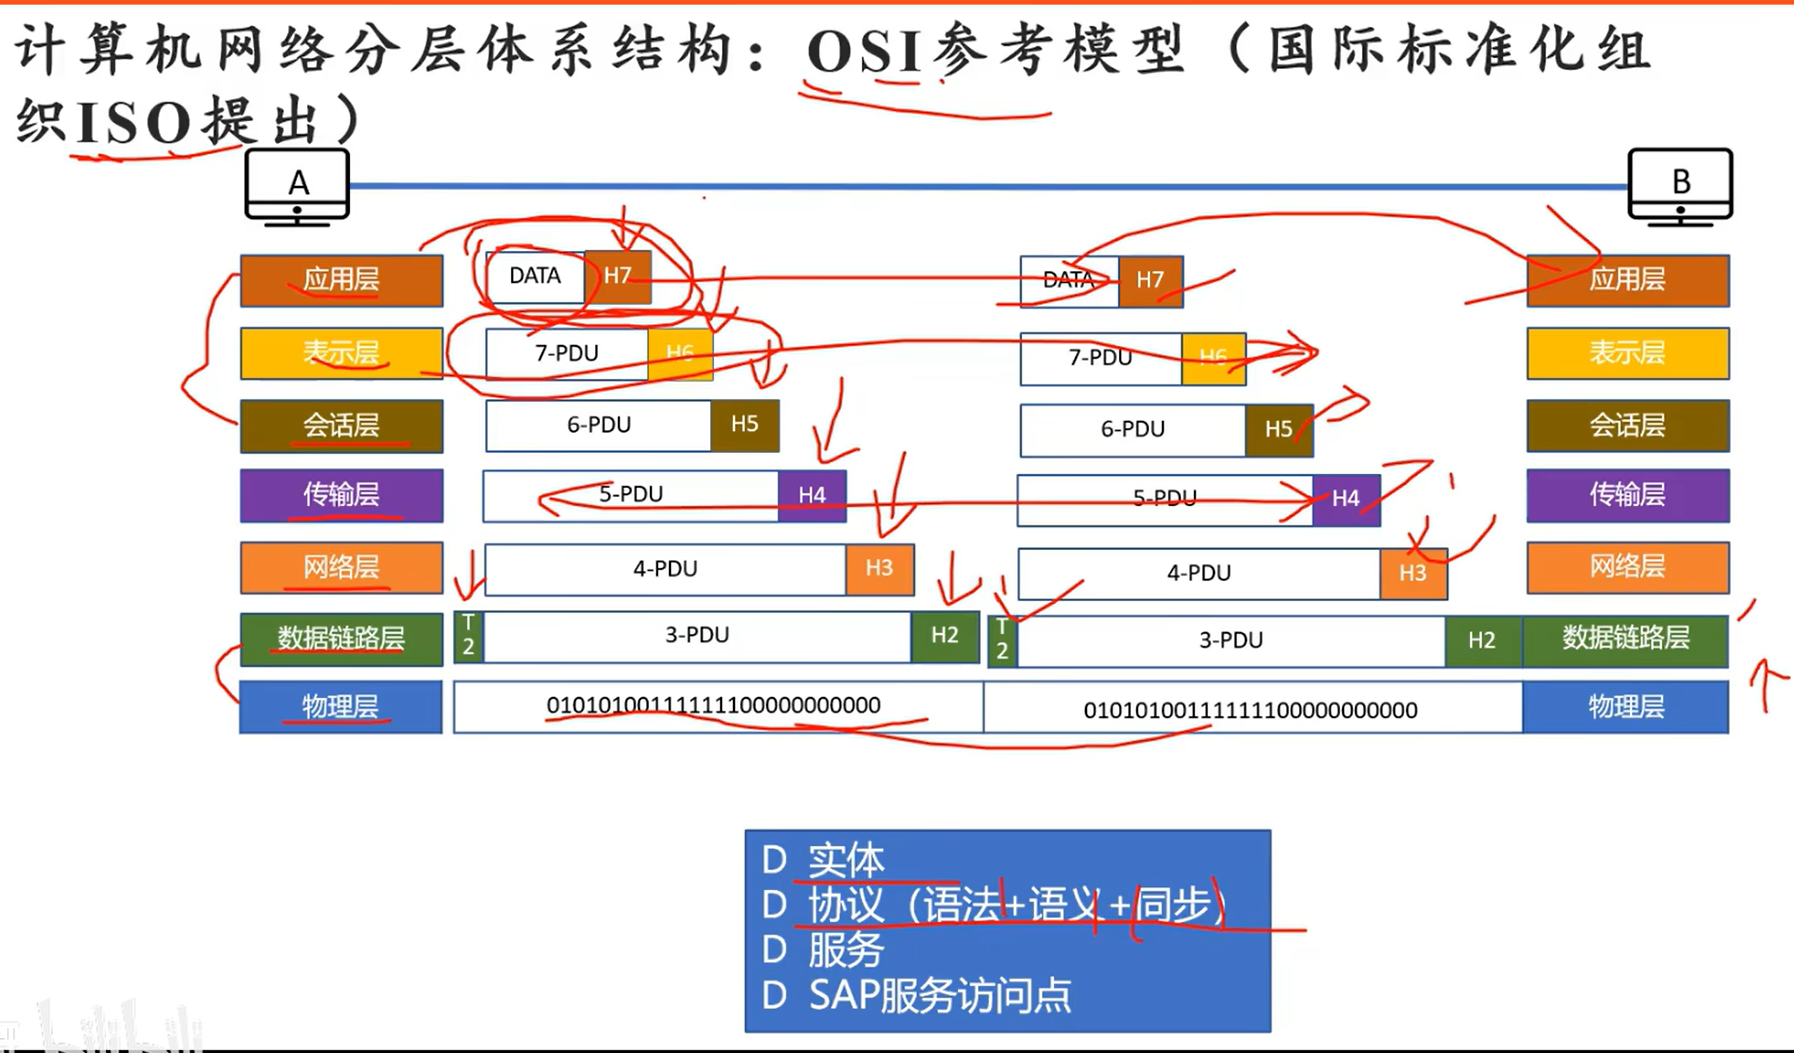 计算机网络分层体系结构：OSI参考模型（国际标准化组
织ISO提出）
A
B
应用层 DATA H7 DATA H7 应用层
表示层 7-PDU H6 7-PDU H6 表示层
会话层 6-PDU H5 6-PDU H5 会话层
传输层 5-PDU H4 5-PDU H4 传输层
网络层 4-PDU H3 4-PDU H3 网络层
数据链路层 T2 3-PDU H2 T2 3-PDU H2 数据链路层
物理层 0101010011111111100000000000 0101010011111111100000000000 物理层
D 实体
D 协议（语法+语义+同步）
D 服务
D SAP服务访问点